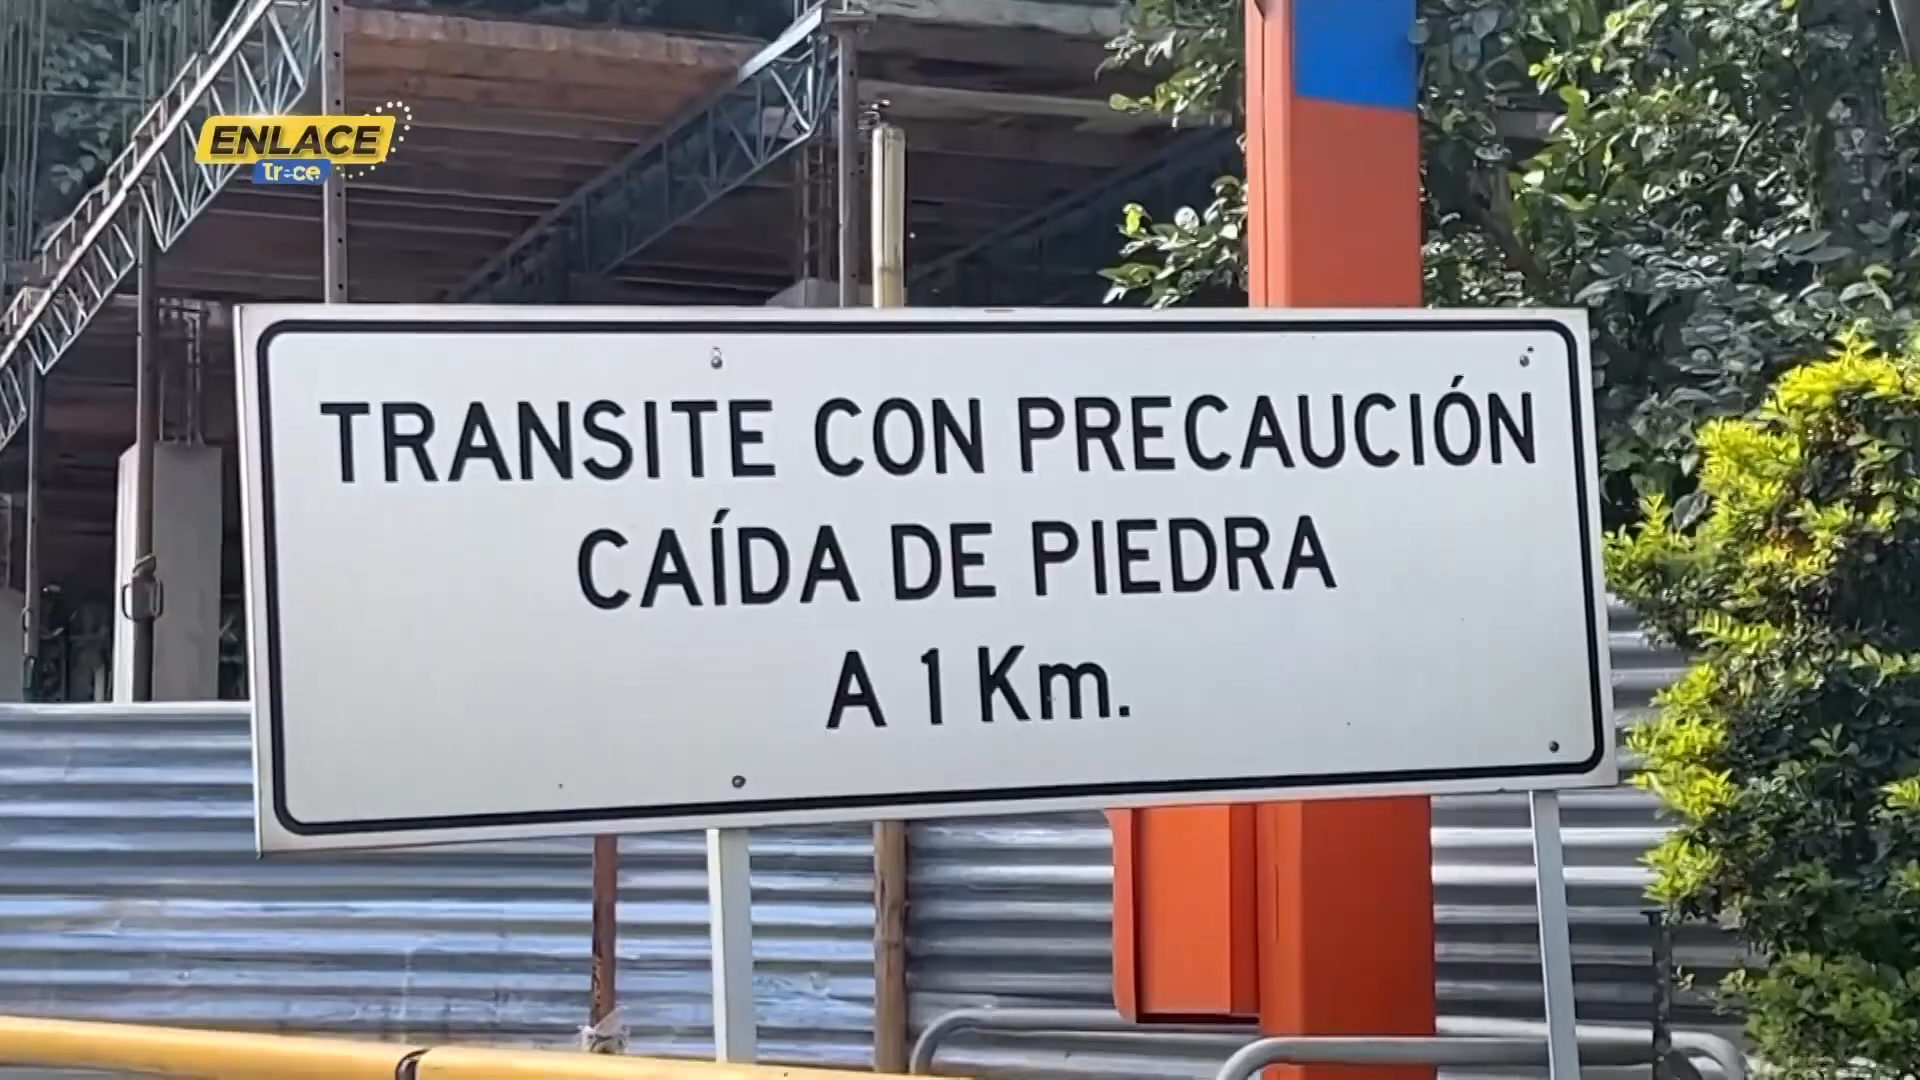 ENLACE
Trece
TRANSITE CON PRECAUCIÓN
CAÍDA DE PIEDRA
A 1 Km.